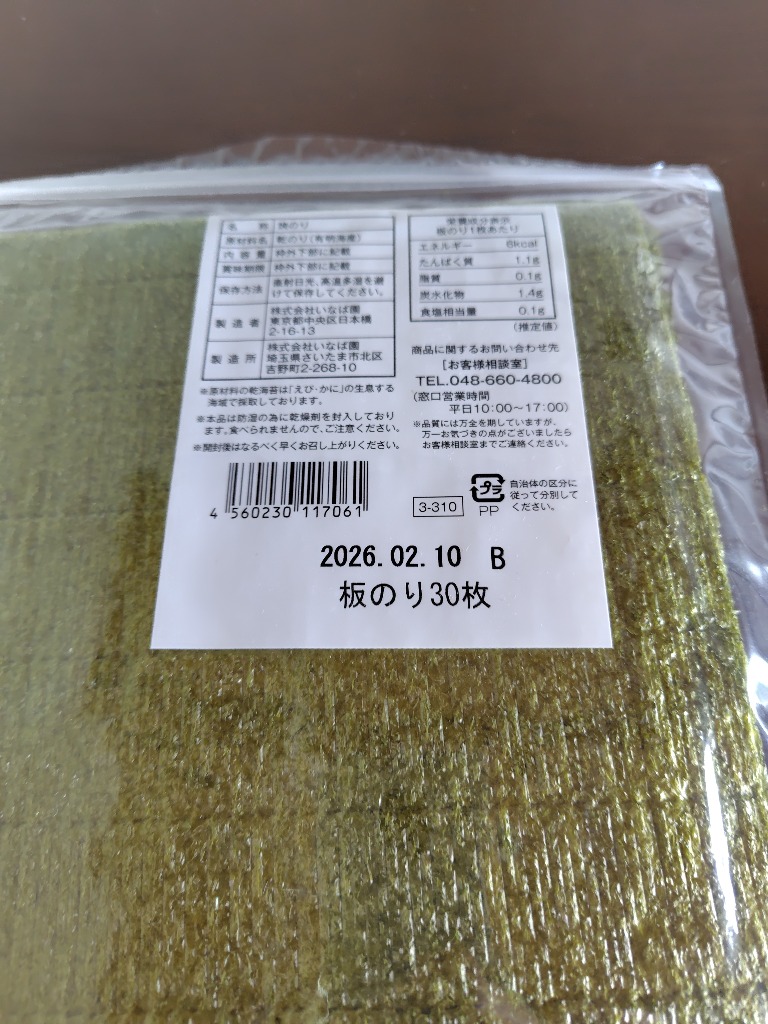 名　称 焼のり
原材料名 乾のり(有明海産)
内 容 量 枠外下部に記載
賞味期限 枠外下部に記載
保存方法 直射日光、高温多湿を避
けて保存してください。
製 造 者 株式会社いなば園
東京都中央区日本橋
2-16-13
製 造 所 株式会社いなば園
埼玉県さいたま市北区
吉野町2-268-10
※原材料の乾海苔は「えび・かに」の生息する
海域で採取しております。
※本品は防湿の為に乾燥剤を封入しており
ます。食べられませんので、ご注意ください。
※開封後はなるべく早くお召し上がりください。
4 560230 117061
栄養成分表示
板のり1枚あたり
エネルギー 6kcal
たんぱく質 1.1g
脂質 0.1g
炭水化物 1.4g
食塩相当量 0.1g
(推定値)
商品に関するお問い合わせ先
[お客様相談室]
TEL.048-660-4800
(窓口営業時間
平日10:00〜17:00)
※品質には万全を期していますが、
万一お気づきの点がございましたら
お客様相談室までご連絡ください。
3-310
プラ
PP
自治体の区分に
従って分別して
ください。
2026.02.10 B
板のり30枚